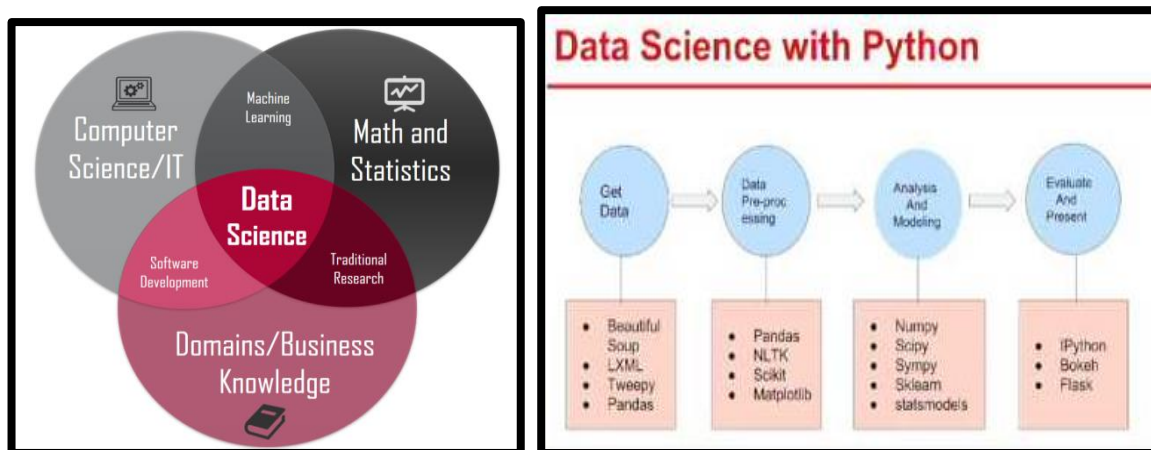 Machine
Learning
Computer
Science/IT
Math and
Statistics
Data
Science
Software
Development
Traditional
Research
Domains/Business
Knowledge
Data Science with Python
Get
Data
Data
Pre-proc
essing
Analysis
And
Modeling
Evaluate
And
Present
• Beautiful
Soup
• LXML
• Tweepy
• Pandas
• Pandas
• NLTK
• Scikit
• Matplotlib
• Numpy
• Scipy
• Sympy
• Sklearn
• statsmodels
• IPython
• Bokeh
• Flask